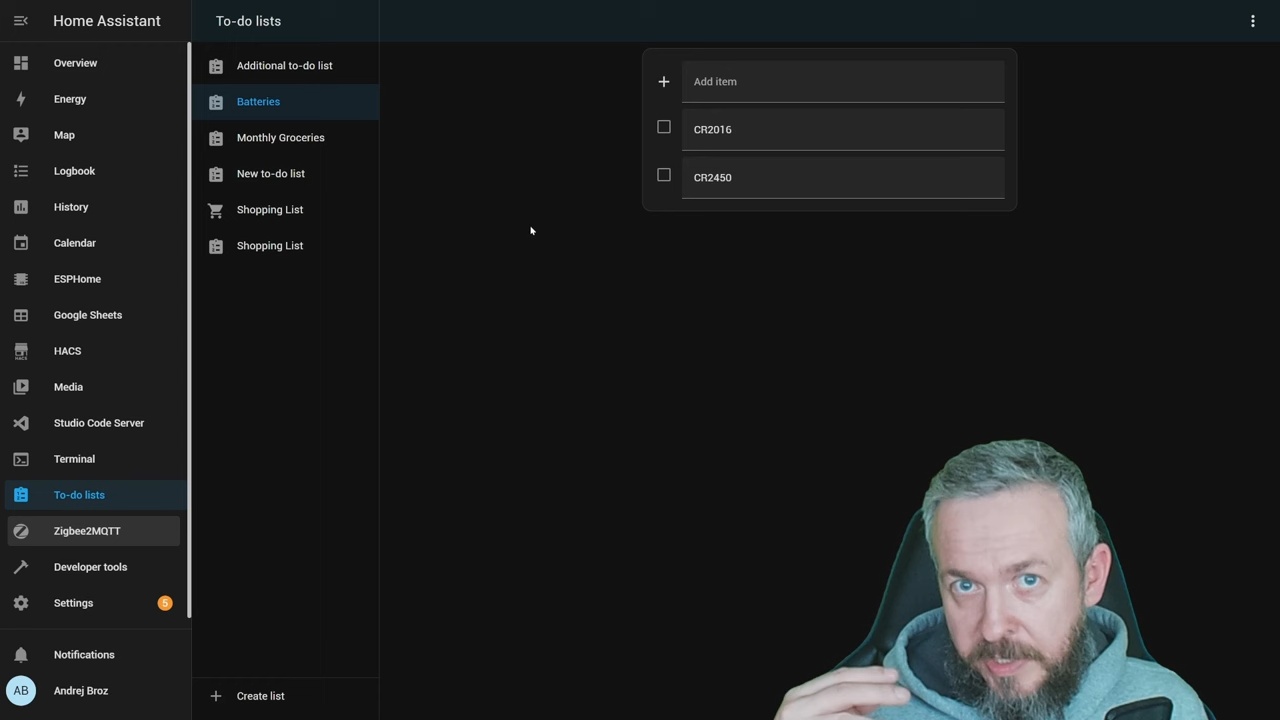 Home Assistant
Overview
Energy
Map
Logbook
History
Calendar
ESPHome
Google Sheets
HACS
HACS
Media
Studio Code Server
Terminal
To-do lists
Zigbee2MQTT
Developer tools
Settings
5
Notifications
AB
Andrej Broz
To-do lists
Additional to-do list
Batteries
Monthly Groceries
New to-do list
Shopping List
Shopping List
Create list
Add item
CR2016
CR2450